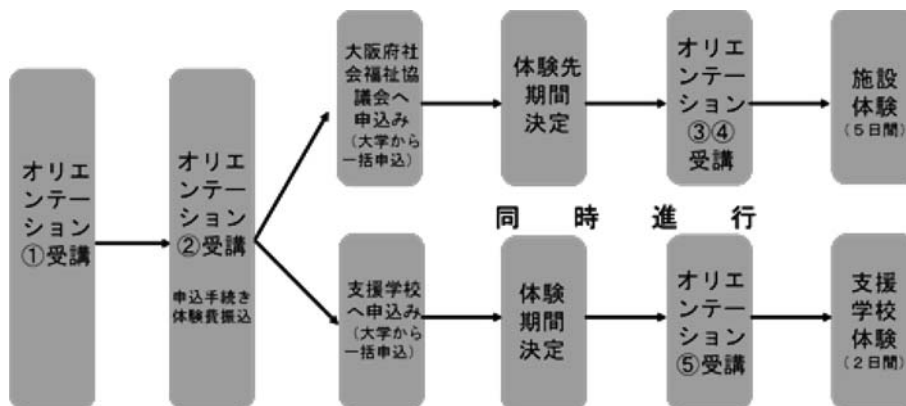 オリエ
ンテー
ション
①受講
オリエ
ンテー
ション
②受講
申込手続き
体験費振込
大阪府社
会福祉協
議会へ
申込み
（大学から
一括申込）
体験先
期間
決定
オリエ
ンテー
ション
③④
受講
施設
体験
（５日間）
同時進行
支援学校
へ申込み
（大学から
一括申込）
体験
期間
決定
オリエ
ンテー
ション
⑤受講
支援
学校
体験
（２日間）